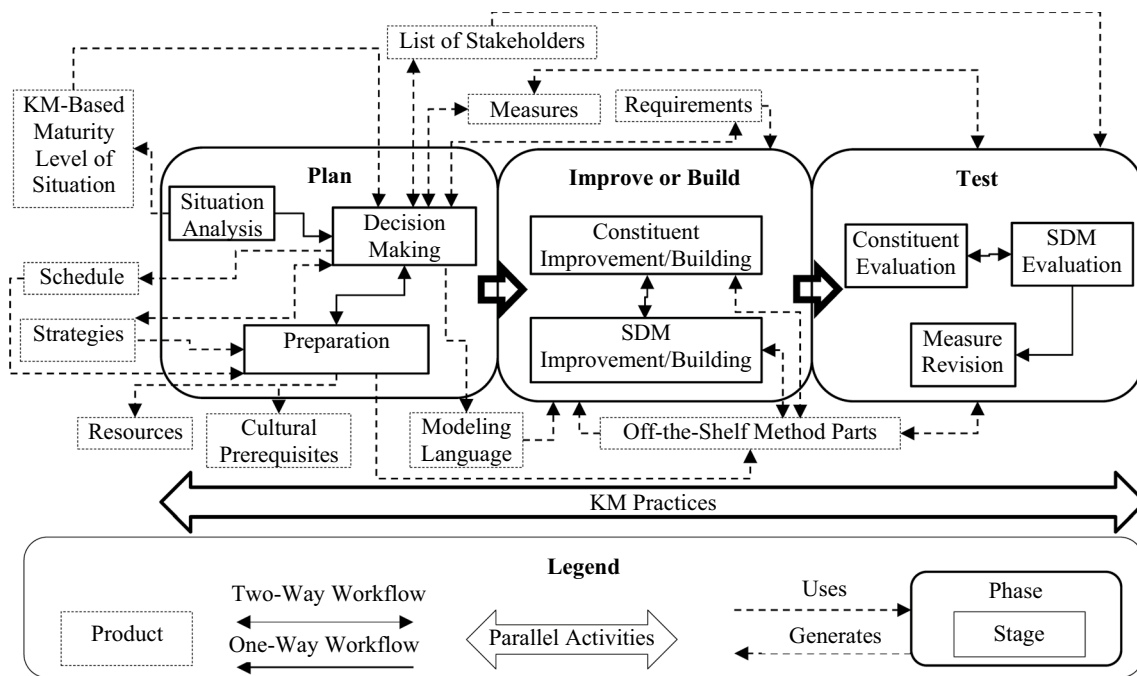 List of Stakeholders
KM-Based
Maturity
Level of
Situation
Measures
Requirements
Plan
Improve or Build
Test
Situation
Analysis
Decision
Making
Constituent
Improvement/Building
Constituent
Evaluation
SDM
Evaluation
Schedule
Strategies
Preparation
SDM
Improvement/Building
Measure
Revision
Resources
Cultural
Prerequisites
Modeling
Language
Off-the-Shelf Method Parts
KM Practices
Legend
Product
Two-Way Workflow
One-Way Workflow
Parallel Activities
Uses
Generates
Phase
Stage